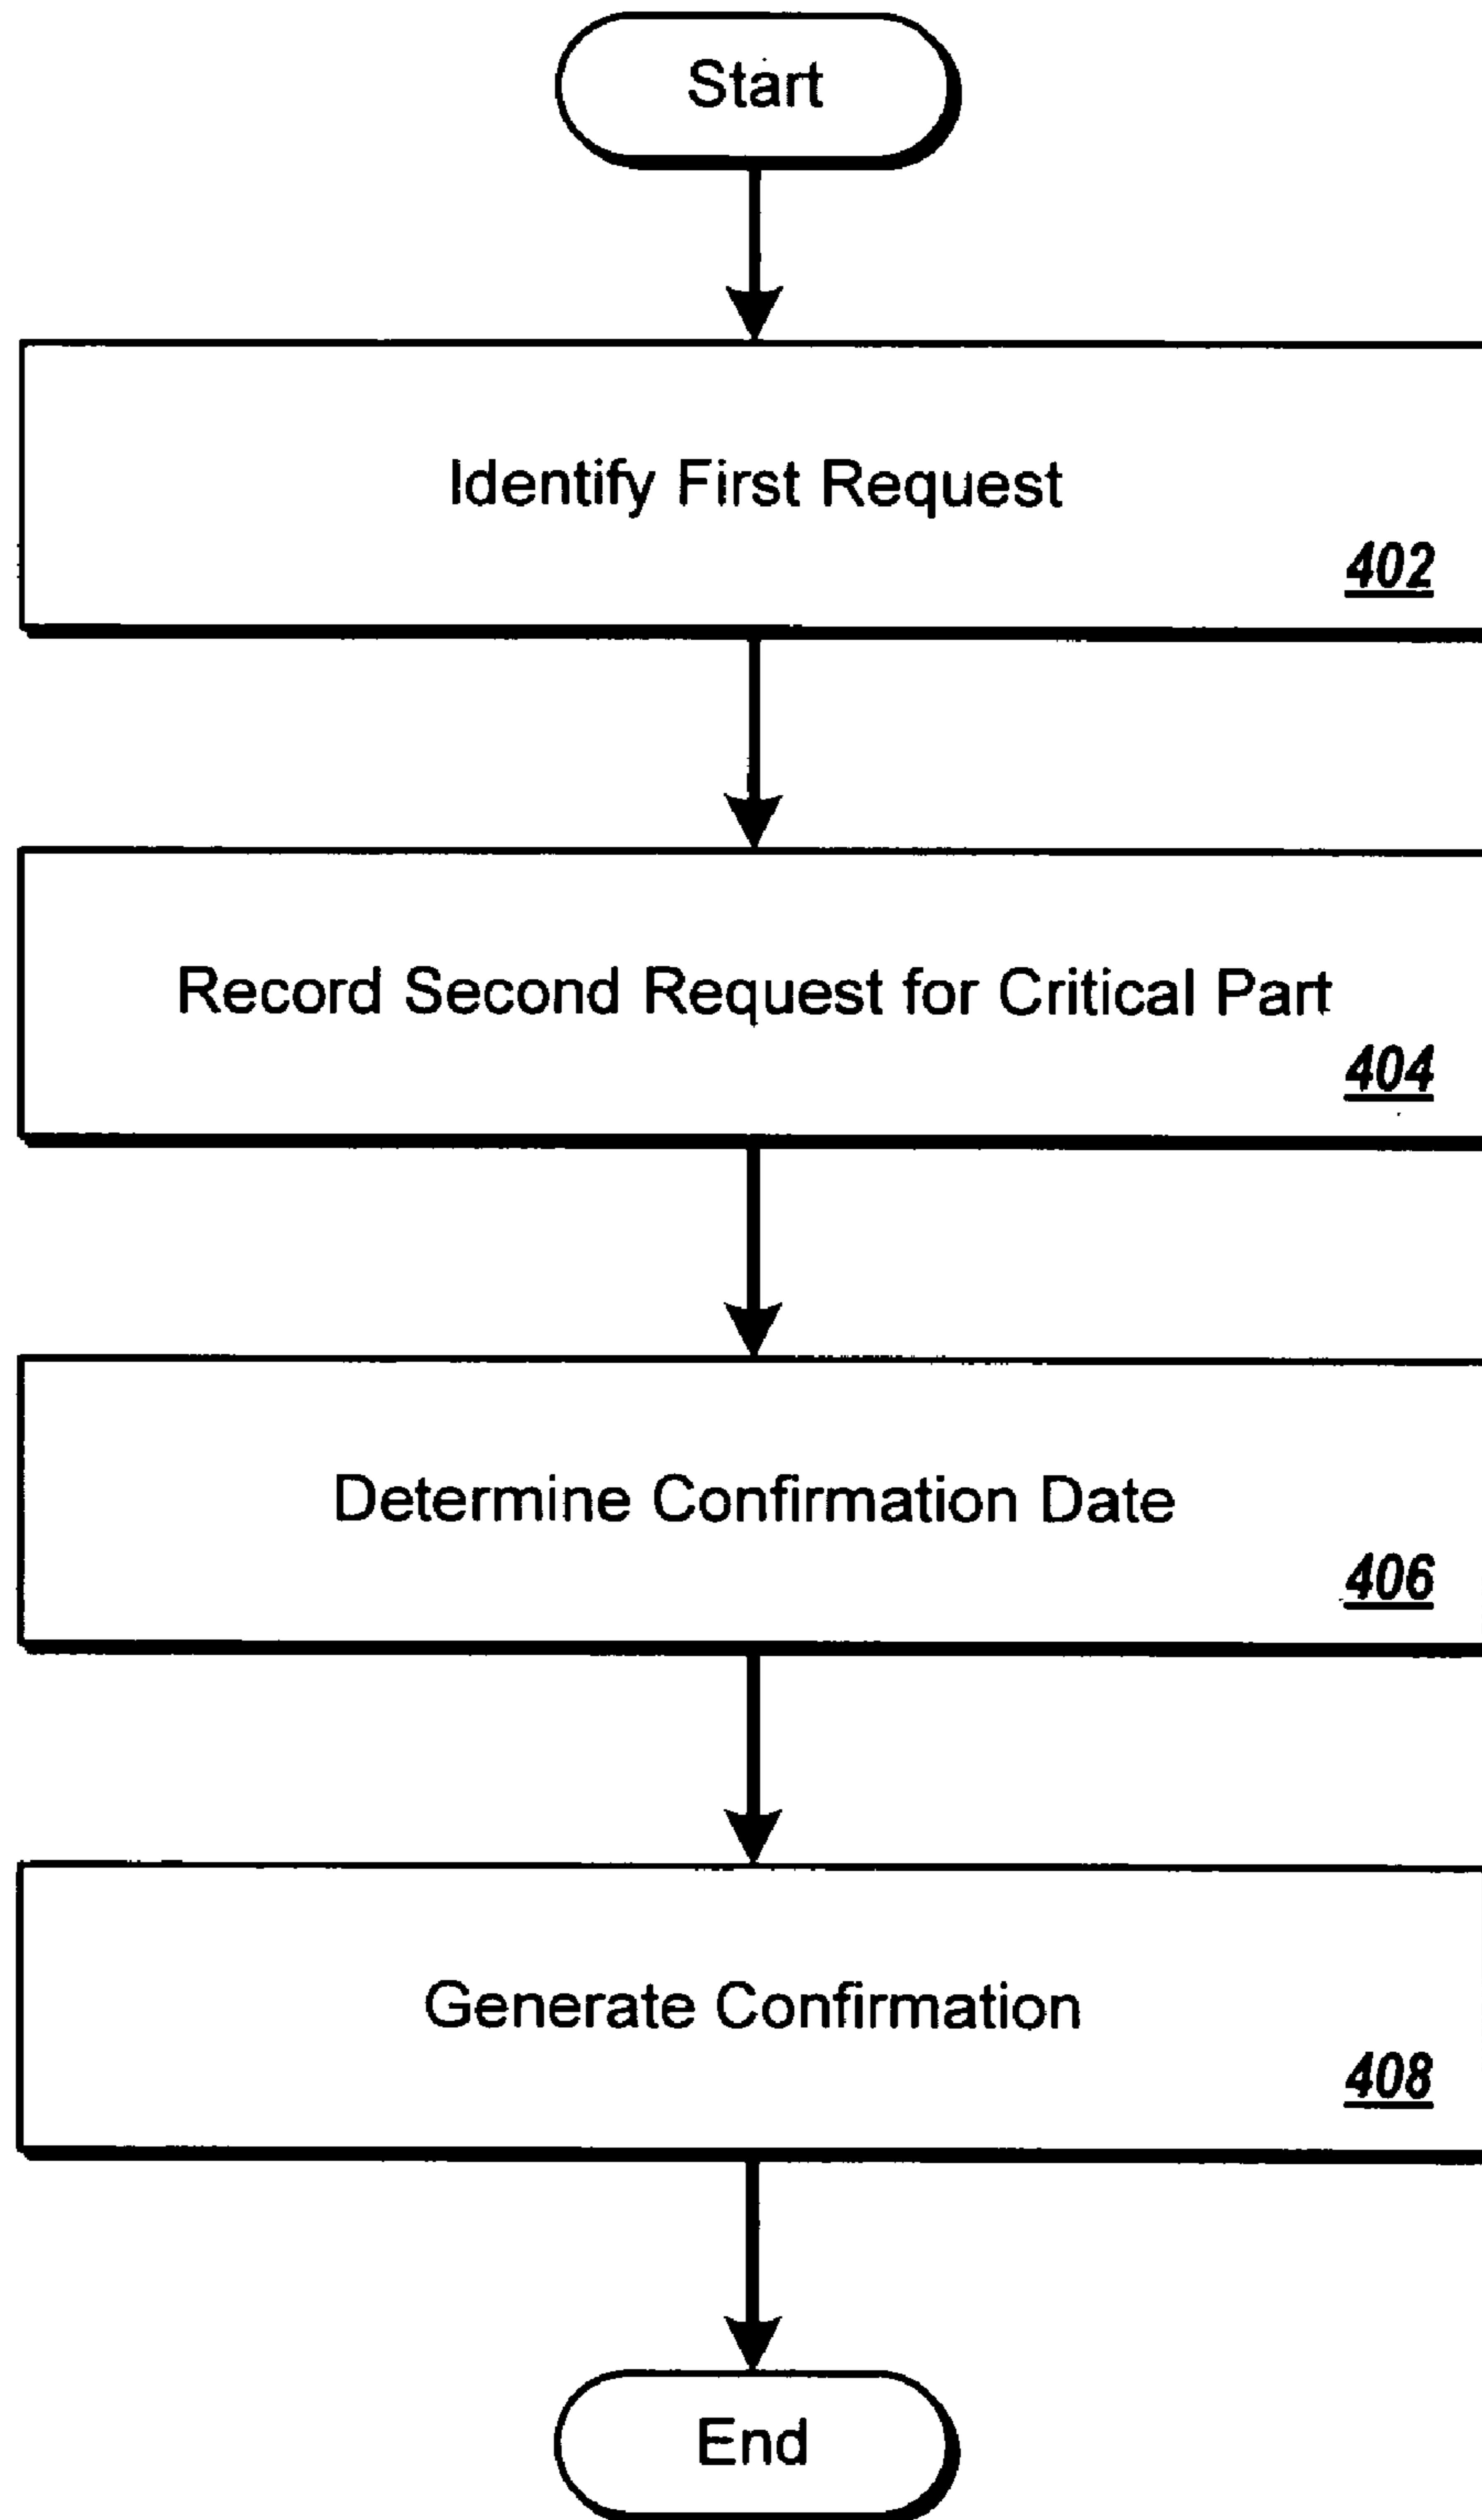 Start
Identify First Request
402
Record Second Request for Critical Part
404
Determine Confirmation Date
406
Generate Confirmation
408
End